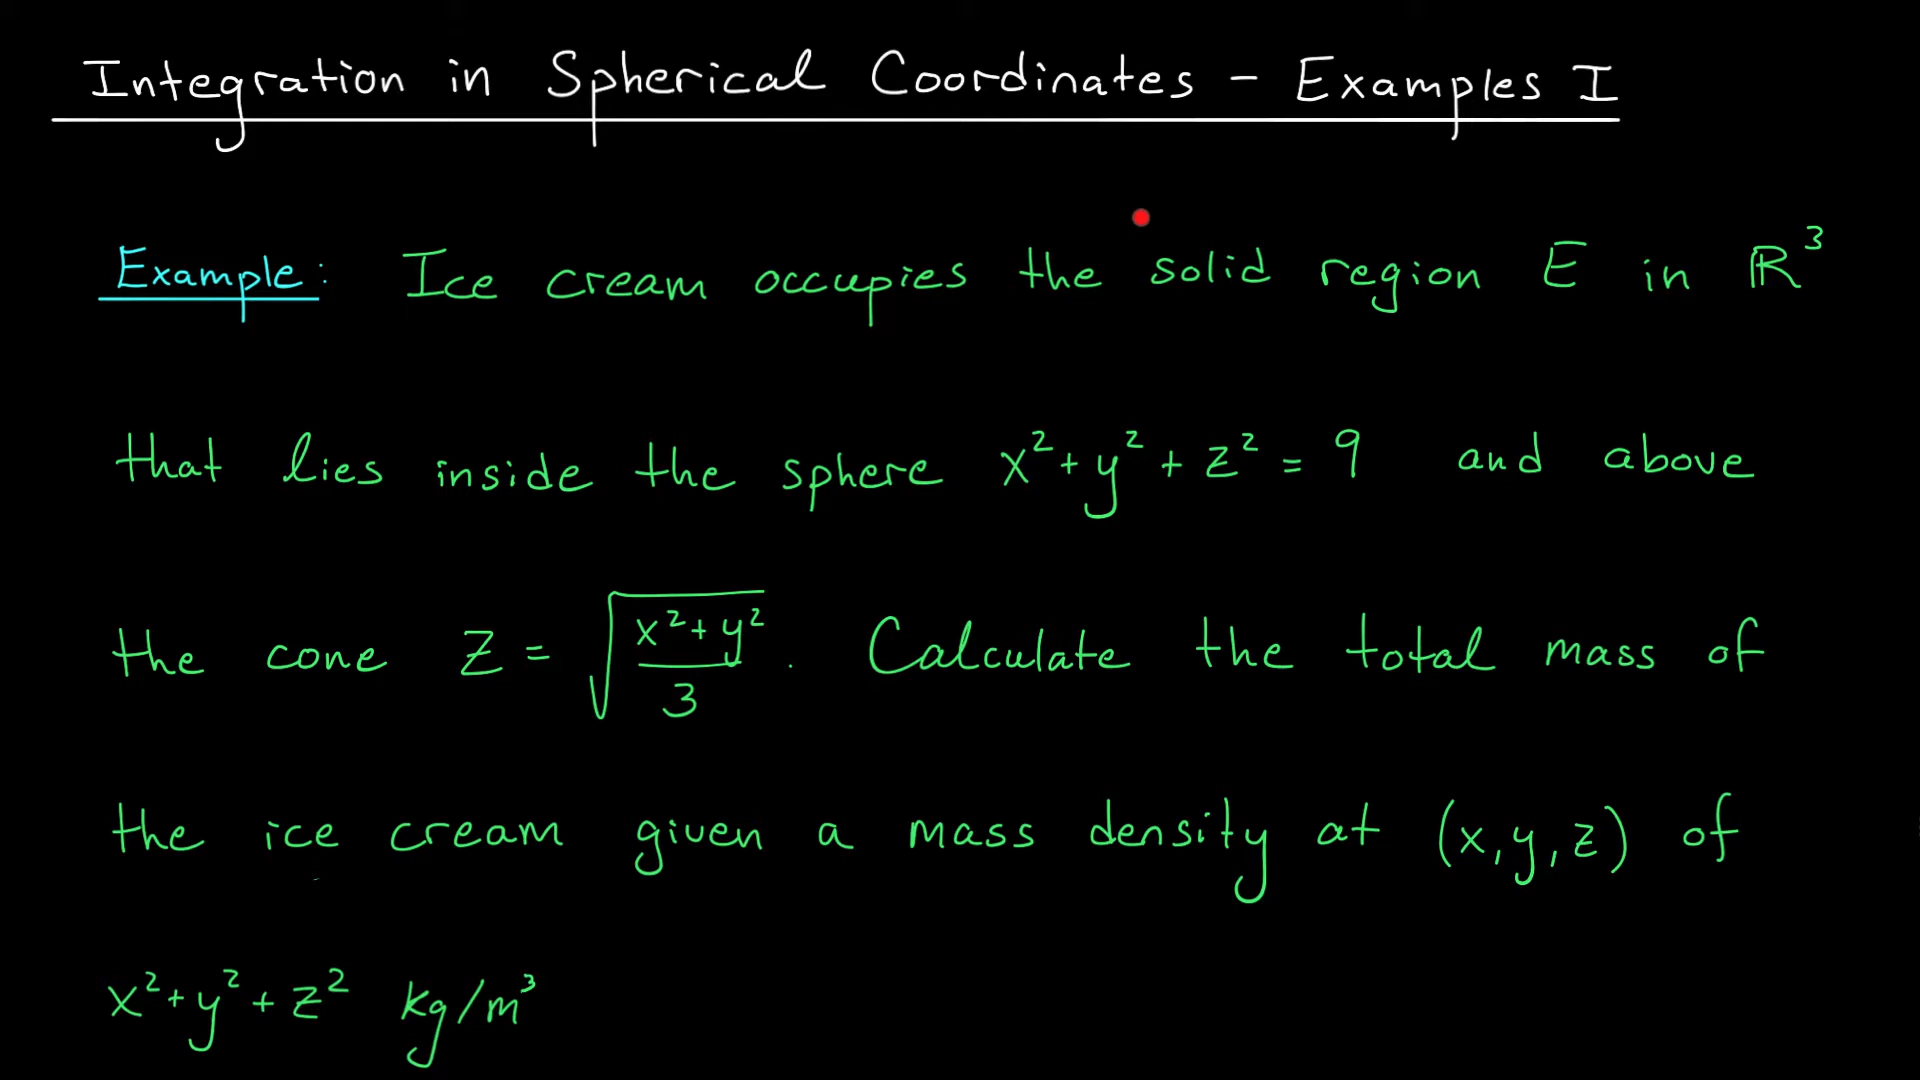 Integration in Spherical Coordinates - Examples I
Example: Ice cream occupies the solid region E in ℝ³
that lies inside the sphere x²+y²+z² = 9 and above
the cone z = √((x²+y²)/3). Calculate the total mass of
the ice cream given a mass density at (x,y,z) of
x²+y²+z² kg/m³